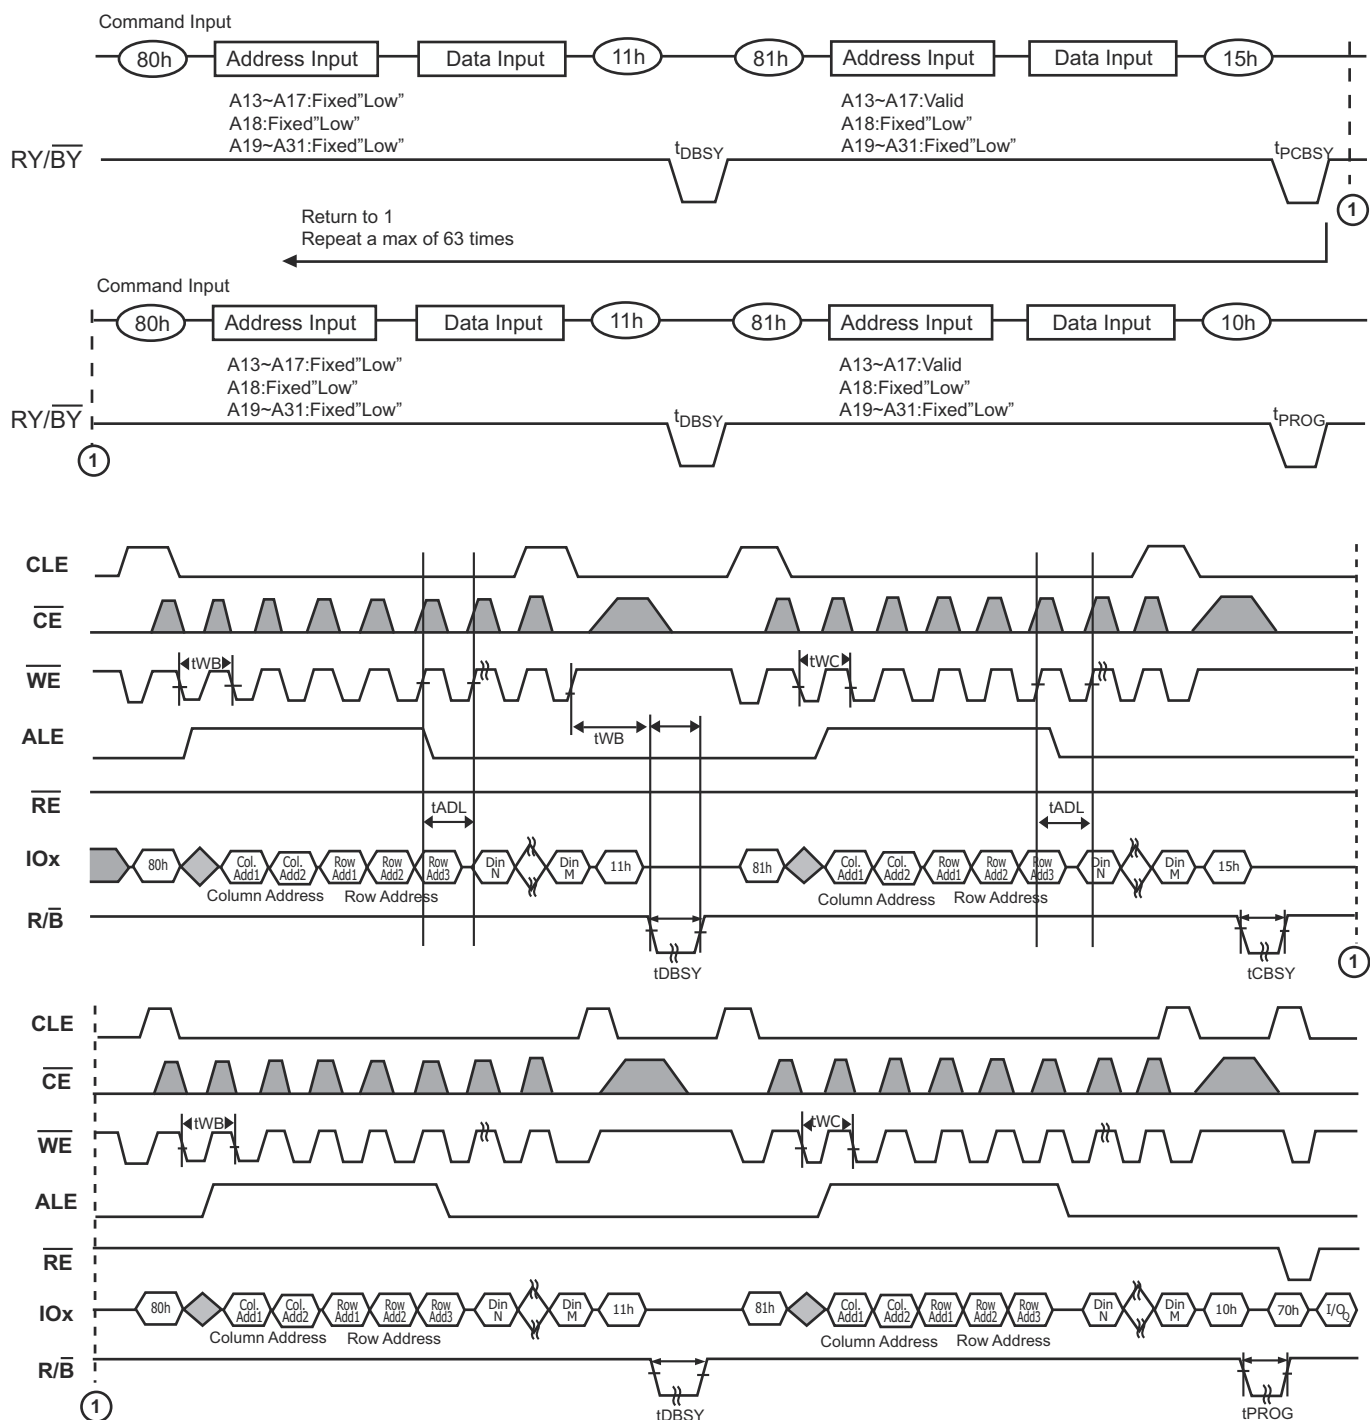 Command Input
80h Address Input Data Input 11h 81h Address Input Data Input 15h
A13~A17:Fixed"Low" A13~A17:Valid
A18:Fixed"Low" A18:Fixed"Low"
A19~A31:Fixed"Low" A19~A31:Fixed"Low"
RY/BY tDBSY tPCBSY
1
Return to 1
Repeat a max of 63 times
Command Input
80h Address Input Data Input 11h 81h Address Input Data Input 10h
A13~A17:Fixed"Low" A13~A17:Valid
A18:Fixed"Low" A18:Fixed"Low"
A19~A31:Fixed"Low" A19~A31:Fixed"Low"
RY/BY tDBSY tPROG
1
CLE
CE
WE tWB tWC
ALE tWB
RE
tADL tADL
IOx 80h Col. Add1 Col. Add2 Row Add1 Row Add2 Row Add3 Din N Din M 11h 81h Col. Add1 Col. Add2 Row Add1 Row Add2 Row Add3 Din N Din M 15h
Column Address Row Address Column Address Row Address
R/B
tDBSY tCBSY 1
CLE
CE
WE tWB tWC
ALE
RE
IOx 80h Col. Add1 Col. Add2 Row Add1 Row Add2 Row Add3 Din N Din M 11h 81h Col. Add1 Col. Add2 Row Add1 Row Add2 Row Add3 Din N Din M 10h 70h I/OQ
Column Address Row Address Column Address Row Address
R/B
1 tDBSY tPROG